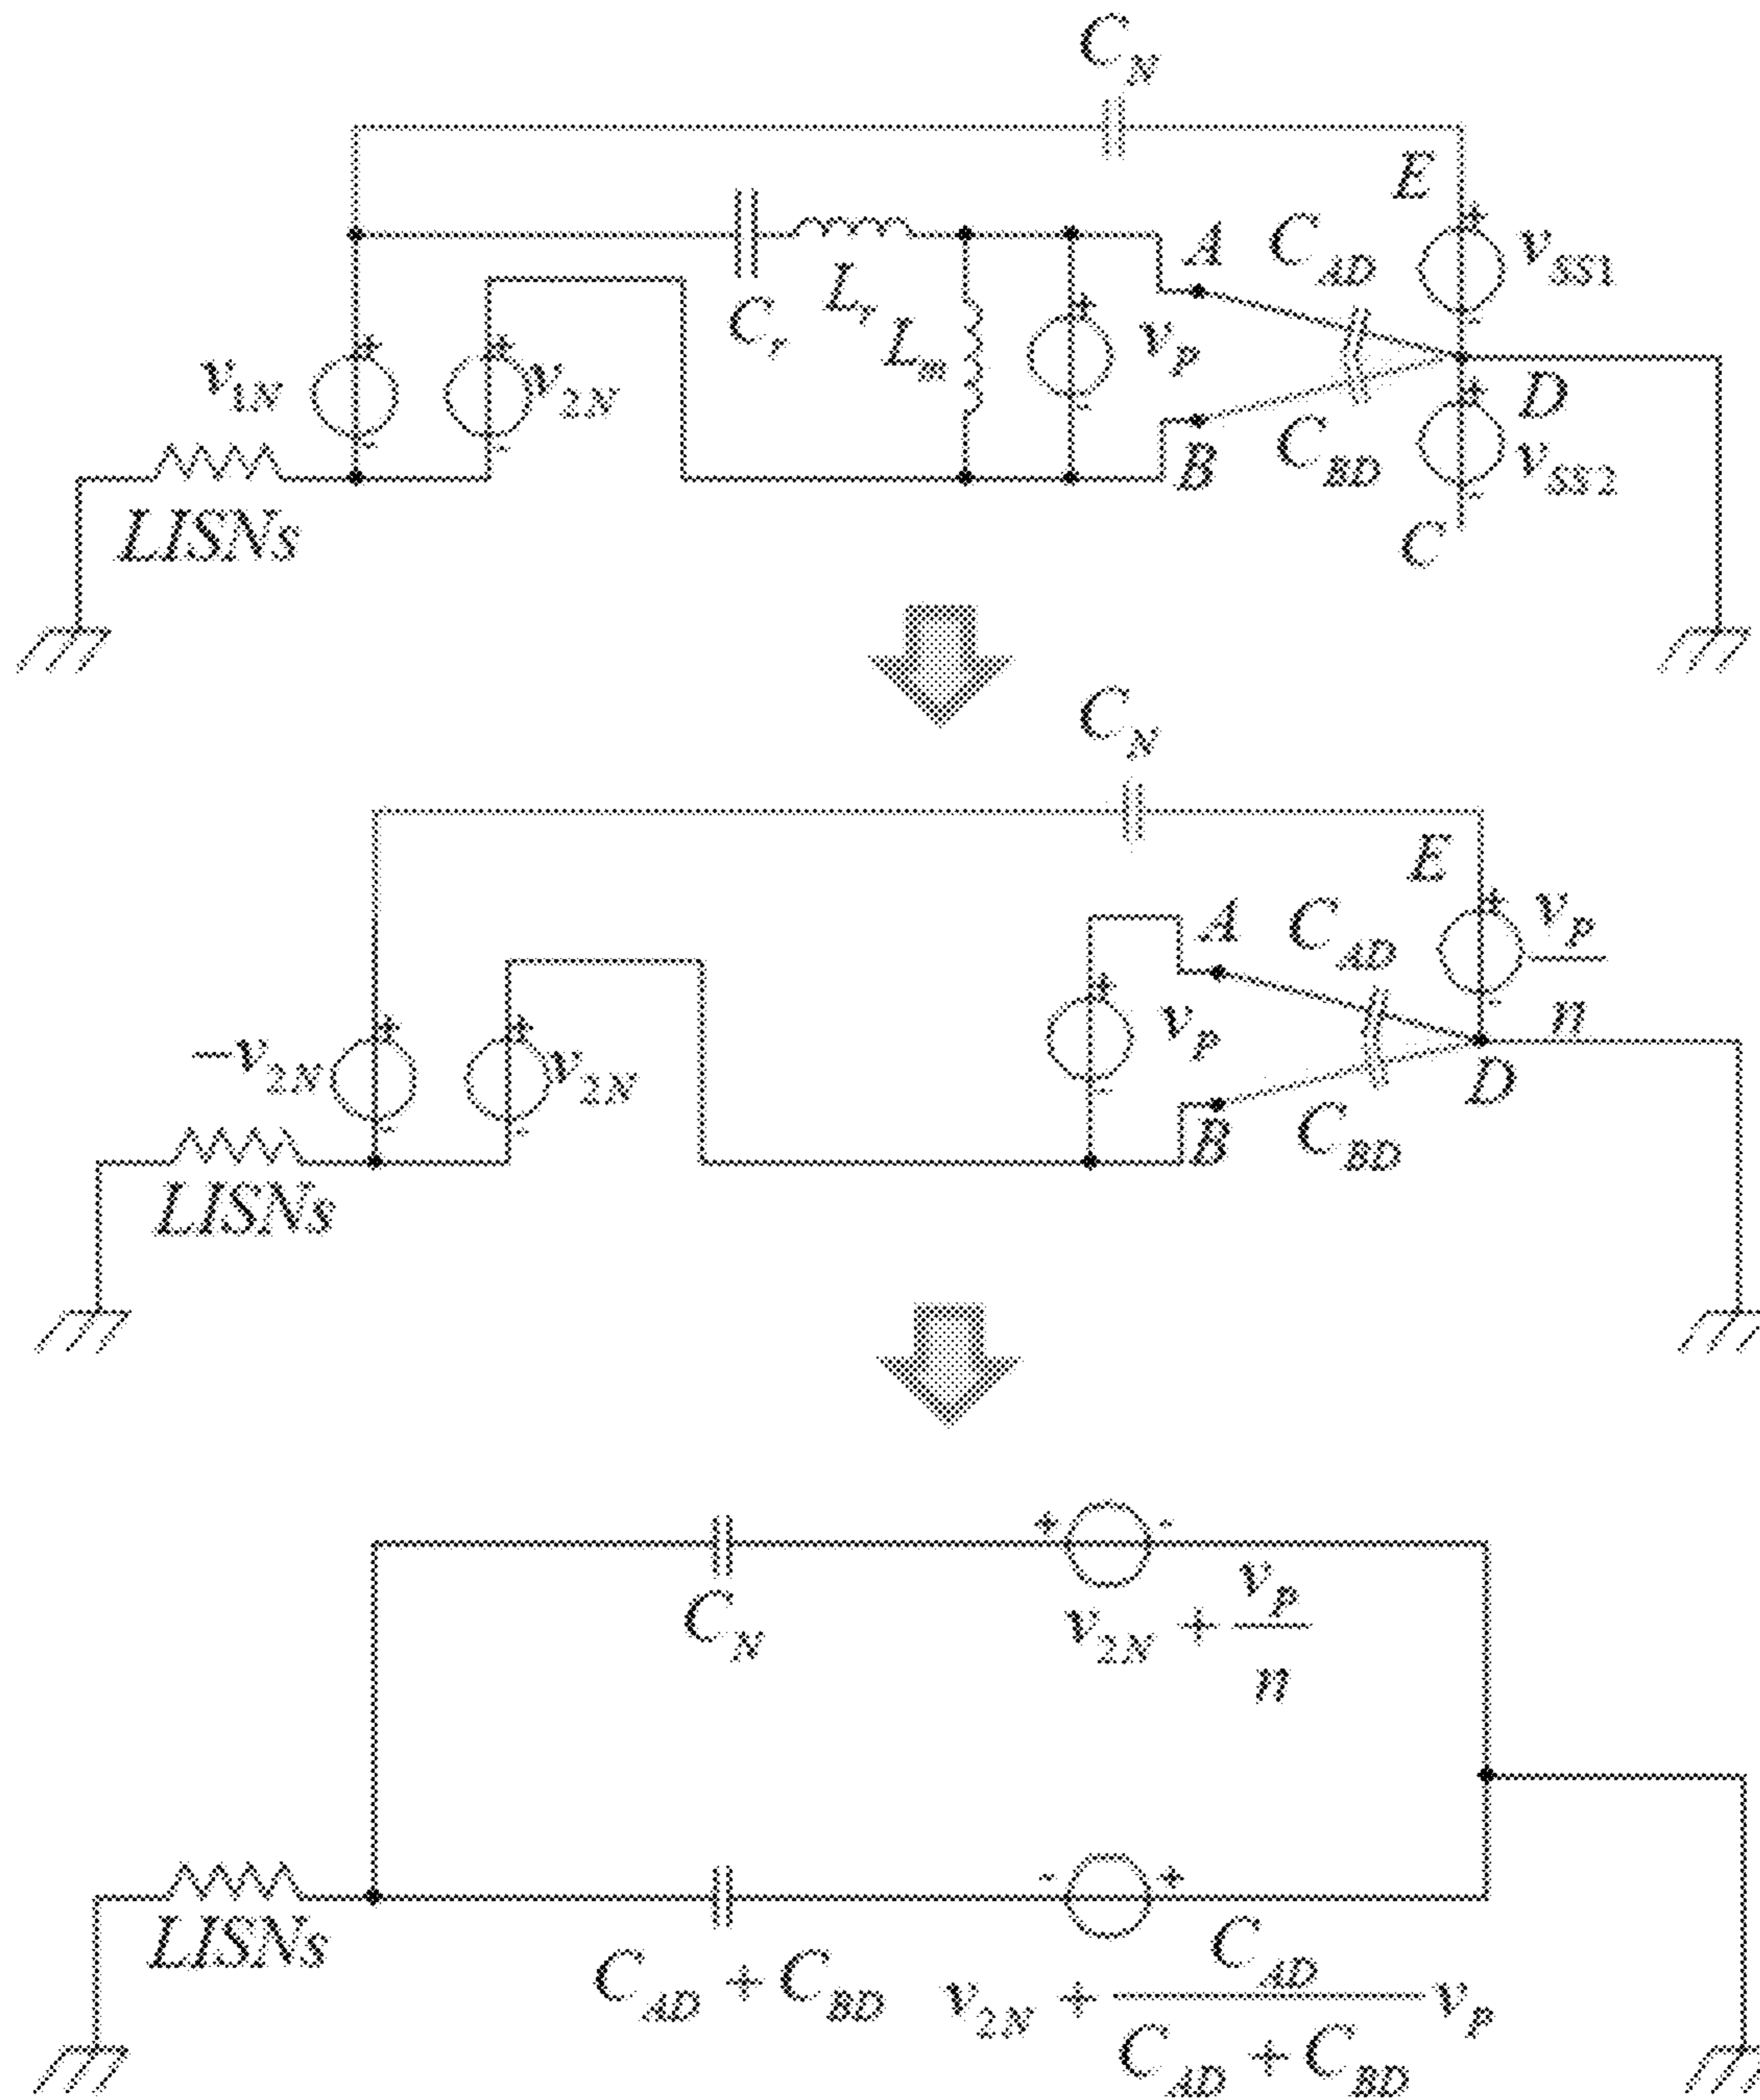 C_N
E
A C_AD v_SS1
L_r
C_r L_m v_P
v_1N v_2N D
B C_BD v_SS2
LISNs C
C_N
E
A C_AD v_P/n
-v_2N v_2N v_P
D
B C_BD
LISNs
C_N v_2N + v_P/n
LISNs
C_AD + C_BD v_2N + C_AD/(C_AD + C_BD) v_P